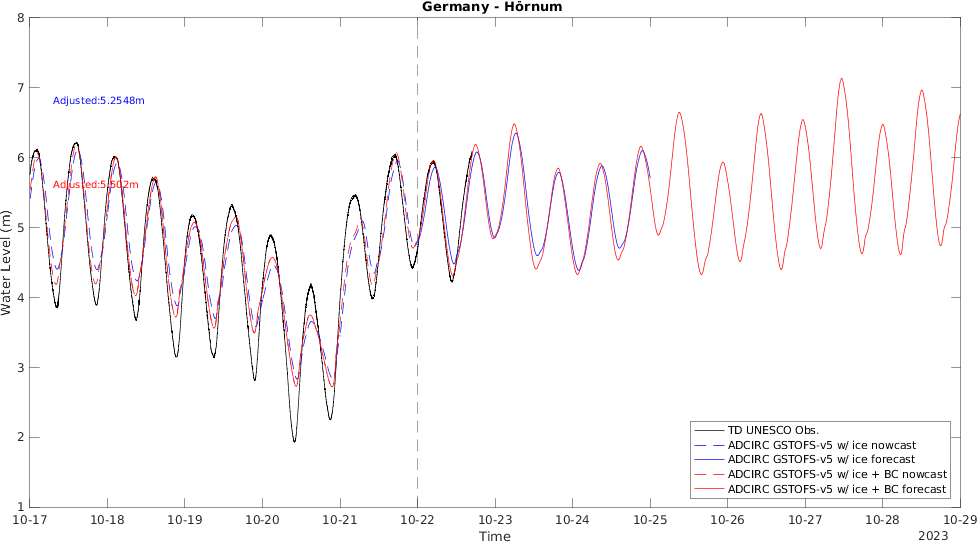 Germany - Hörnum
8
7
6
5
4
3
2
1
Water Level (m)
Adjusted:5.2548m
Adjusted:5.502m
TD UNESCO Obs.
ADCIRC GSTOFS-v5 w/ ice nowcast
ADCIRC GSTOFS-v5 w/ ice forecast
ADCIRC GSTOFS-v5 w/ ice + BC nowcast
ADCIRC GSTOFS-v5 w/ ice + BC forecast
10-17 10-18 10-19 10-20 10-21 10-22 10-23 10-24 10-25 10-26 10-27 10-28 10-29
Time
2023